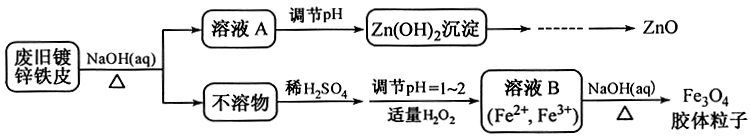 废旧镀
锌铁皮
NaOH(aq)
△
溶液 A
调节pH
Zn(OH)₂沉淀
ZnO
不溶物
稀H₂SO₄
调节pH=1~2
适量H₂O₂
溶液 B
(Fe²⁺, Fe³⁺)
NaOH(aq)
△
Fe₃O₄
胶体粒子